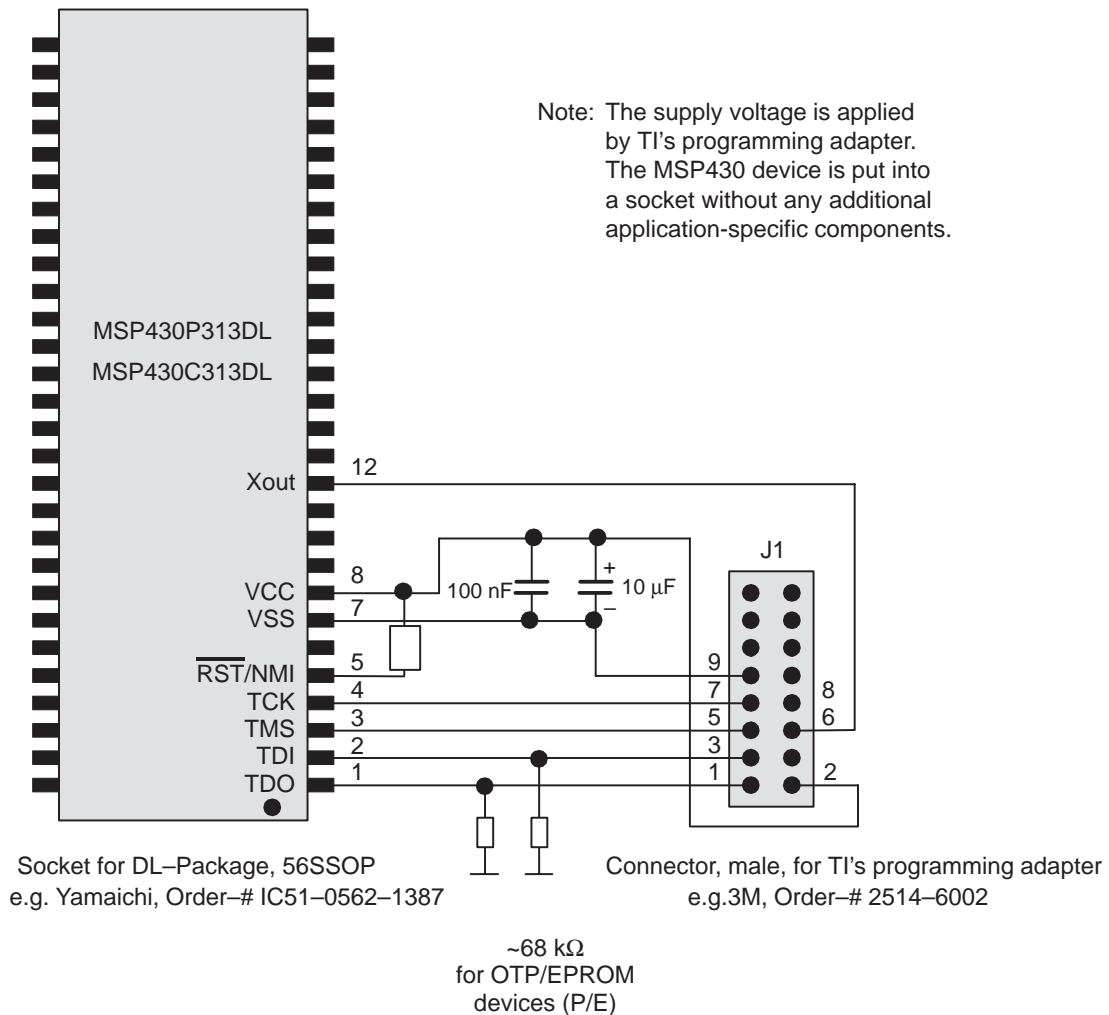 Note: The supply voltage is applied
by TI's programming adapter.
The MSP430 device is put into
a socket without any additional
application-specific components.
MSP430P313DL
MSP430C313DL
Xout
12
J1
VCC
8
100 nF
+
10 μF
–
VSS
7
RST/NMI
5
9
TCK
4
7
8
TMS
3
5
6
TDI
2
3
TDO
1
1
2
Socket for DL–Package, 56SSOP
e.g. Yamaichi, Order–# IC51–0562–1387
Connector, male, for TI's programming adapter
e.g.3M, Order–# 2514–6002
~68 kΩ
for OTP/EPROM
devices (P/E)